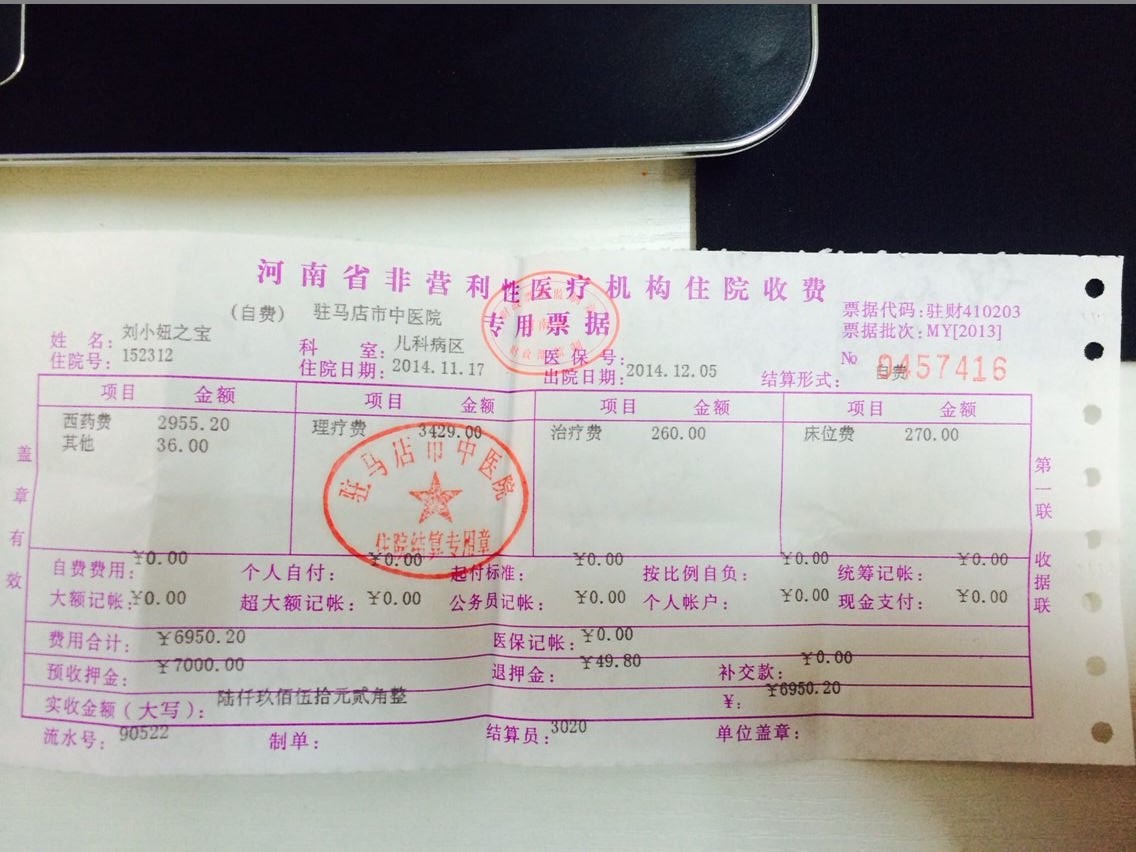 河南省非营利性医疗机构住院收费
专用票据
(自费) 驻马店市中医院
票据代码:驻财410203
票据批次:MY[2013]
№ 9457416
姓名:刘小妞之宝 科室:儿科病区 医保号:
住院号:152312 住院日期:2014.11.17 出院日期:2014.12.05 结算形式:自费
项目 金额 项目 金额 项目 金额 项目 金额
西药费 2955.20 理疗费 3429.00 治疗费 260.00 床位费 270.00
其他 36.00
驻马店市中医院
住院结算专用章
自费费用:¥0.00 个人自付:¥0.00 起付标准:¥0.00 按比例自负:¥0.00 统筹记帐:¥0.00
大额记帐:¥0.00 超大额记帐:¥0.00 公务员记帐:¥0.00 个人帐户:¥0.00 现金支付:¥0.00
费用合计:¥6950.20 医保记帐:¥0.00
预收押金:¥7000.00 退押金:¥49.80 补交款:¥0.00
实收金额(大写):陆仟玖佰伍拾元贰角整 ¥:¥6950.20
流水号:90522 制单: 结算员:3020 单位盖章:
盖章有效
第一联
收据联